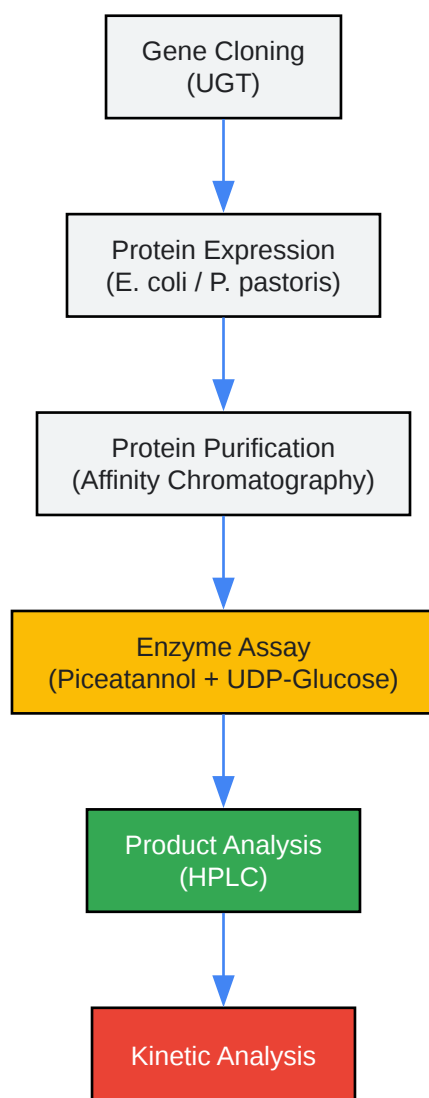 Gene Cloning
(UGT)
Protein Expression
(E. coli / P. pastoris)
Protein Purification
(Affinity Chromatography)
Enzyme Assay
(Piceatannol + UDP-Glucose)
Product Analysis
(HPLC)
Kinetic Analysis